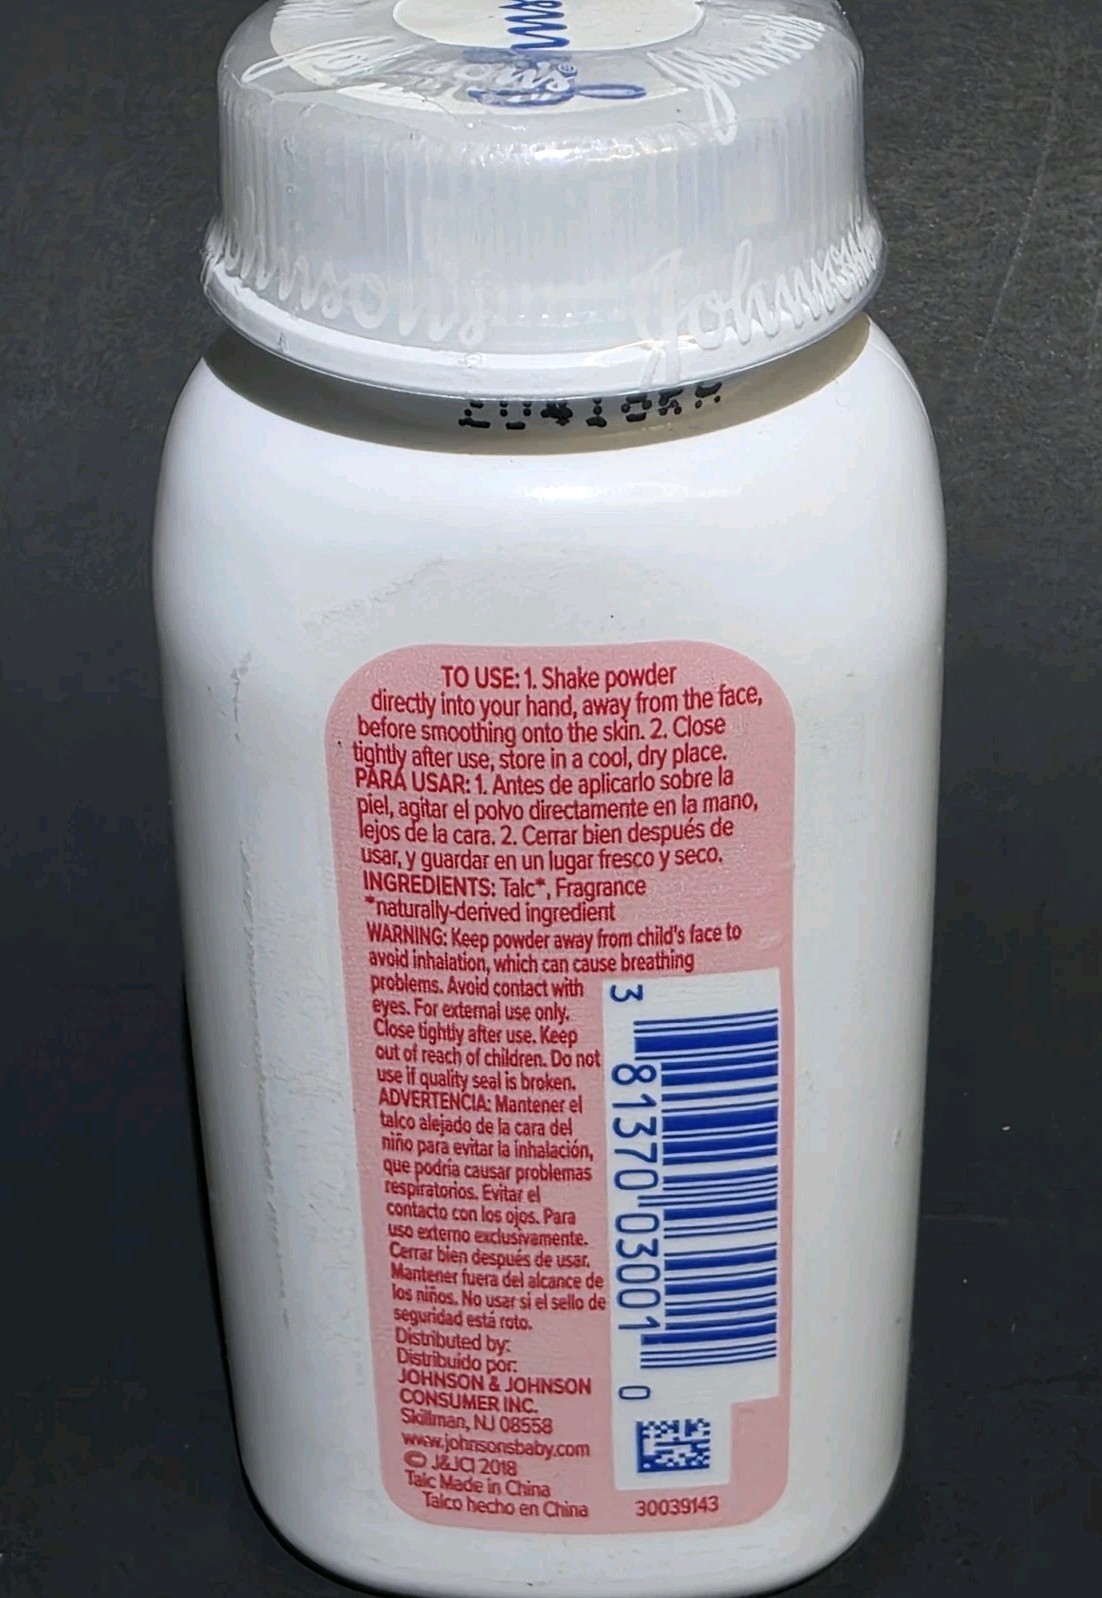 Johnson's
Johnson's
TO USE: 1. Shake powder
directly into your hand, away from the face,
before smoothing onto the skin. 2. Close
tightly after use, store in a cool, dry place.
PARA USAR: 1. Antes de aplicarlo sobre la
piel, agitar el polvo directamente en la mano,
lejos de la cara. 2. Cerrar bien después de
usar, y guardar en un lugar fresco y seco.
INGREDIENTS: Talc*, Fragrance
*naturally-derived ingredient
WARNING: Keep powder away from child's face to
avoid inhalation, which can cause breathing
problems. Avoid contact with
eyes. For external use only.
Close tightly after use. Keep
out of reach of children. Do not
use if quality seal is broken.
ADVERTENCIA: Mantener el
talco alejado de la cara del
niño para evitar la inhalación,
que podría causar problemas
respiratorios. Evitar el
contacto con los ojos. Para
uso externo exclusivamente.
Cerrar bien después de usar.
Mantener fuera del alcance de
los niños. No usar si el sello de
seguridad está roto.
Distributed by:
Distribuido por:
JOHNSON & JOHNSON
CONSUMER INC.
Skillman, NJ 08558
www.johnsonsbaby.com
© J&JCI 2018
Talc Made in China
Talco hecho en China
3 81370 03001 0
30039143